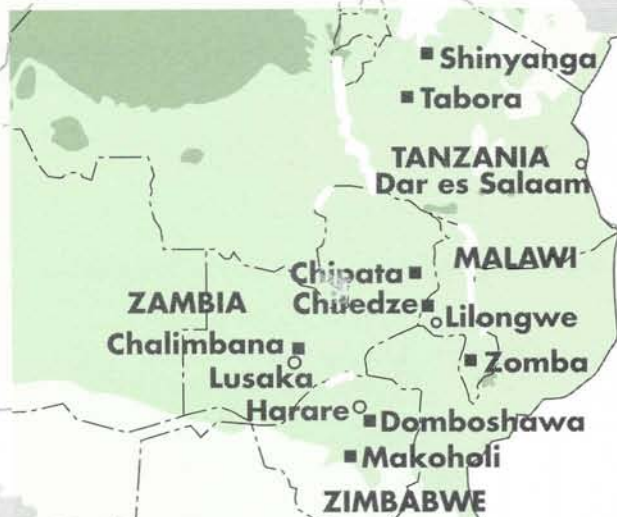 Shinyanga
Tabora
TANZANIA
Dar es Salaam
MALAWI
Chipata
ZAMBIA
Chitedze
Lilongwe
Chalimbana
Zomba
Lusaka
Harare
Domboshawa
Makoholi
ZIMBABWE